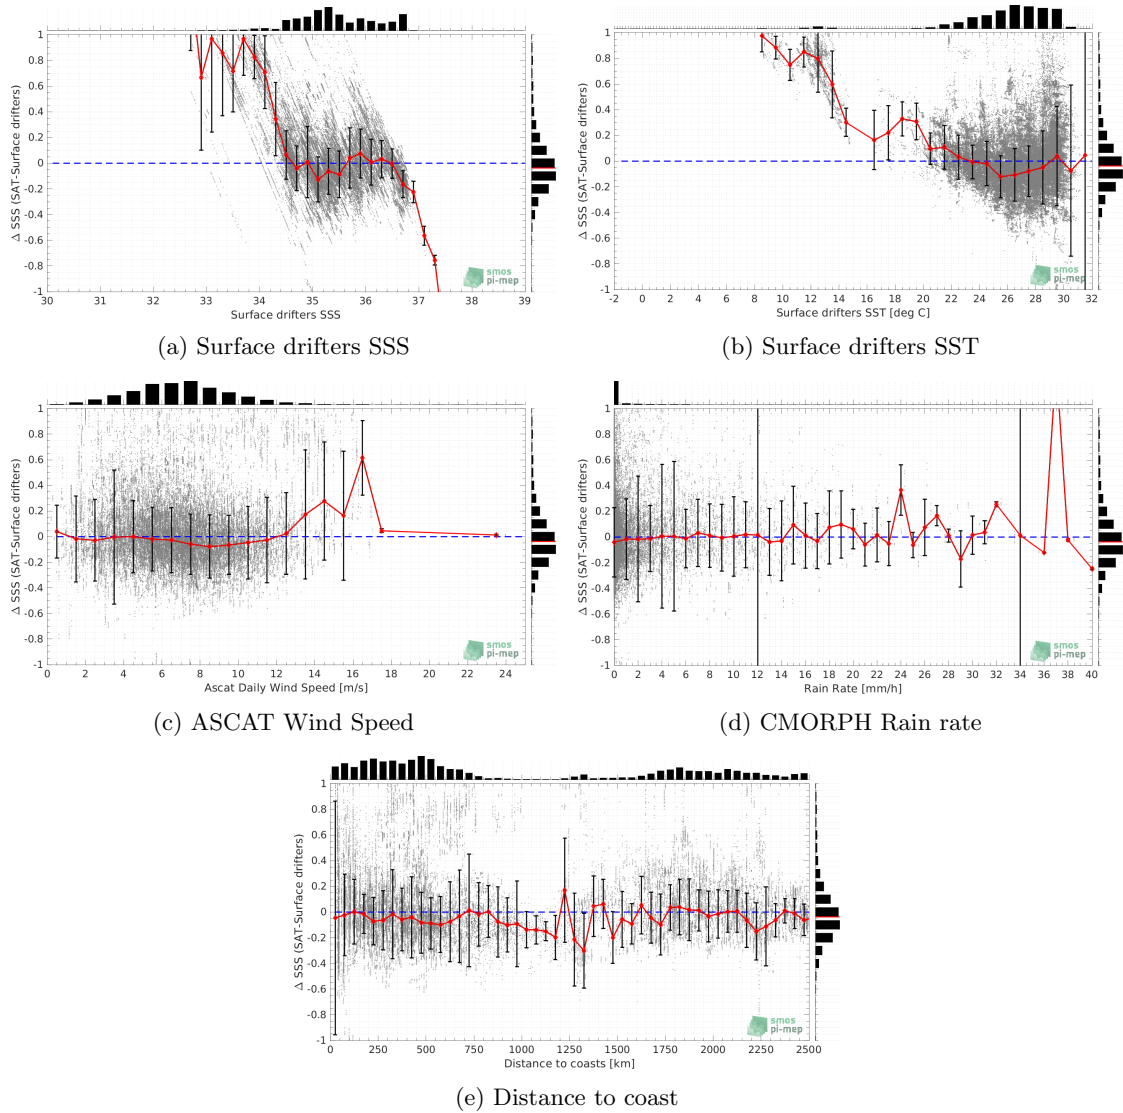 1
0.8
0.6
0.4
0.2
0
-0.2
-0.4
-0.6
-0.8
-1
Δ SSS (SAT-Surface drifters)
30 31 32 33 34 35 36 37 38 39
Surface drifters SSS
smos
pi-mep
(a) Surface drifters SSS
1
0.8
0.6
0.4
0.2
0
-0.2
-0.4
-0.6
-0.8
-1
Δ SSS (SAT-Surface drifters)
-2 0 2 4 6 8 10 12 14 16 18 20 22 24 26 28 30 32
Surface drifters SST [deg C]
smos
pi-mep
(b) Surface drifters SST
1
0.8
0.6
0.4
0.2
0
-0.2
-0.4
-0.6
-0.8
-1
Δ SSS (SAT-Surface drifters)
0 2 4 6 8 10 12 14 16 18 20 22 24
Ascat Daily Wind Speed [m/s]
smos
pi-mep
(c) ASCAT Wind Speed
1
0.8
0.6
0.4
0.2
0
-0.2
-0.4
-0.6
-0.8
-1
Δ SSS (SAT-Surface drifters)
0 2 4 6 8 10 12 14 16 18 20 22 24 26 28 30 32 34 36 38 40
Rain Rate [mm/h]
smos
pi-mep
(d) CMORPH Rain rate
1
0.8
0.6
0.4
0.2
0
-0.2
-0.4
-0.6
-0.8
-1
Δ SSS (SAT-Surface drifters)
0 250 500 750 1000 1250 1500 1750 2000 2250 2500
Distance to coasts [km]
smos
pi-mep
(e) Distance to coast